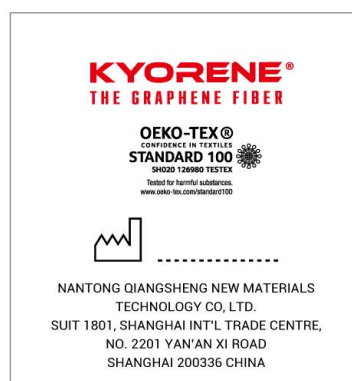 KYORENE®
THE GRAPHENE FIBER
OEKO-TEX®
CONFIDENCE IN TEXTILES
STANDARD 100
SH020 126980 TESTEX
Tested for harmful substances.
www.oeko-tex.com/standard100
NANTONG QIANGSHENG NEW MATERIALS
TECHNOLOGY CO, LTD.
SUIT 1801, SHANGHAI INT'L TRADE CENTRE,
NO. 2201 YAN'AN XI ROAD
SHANGHAI 200336 CHINA